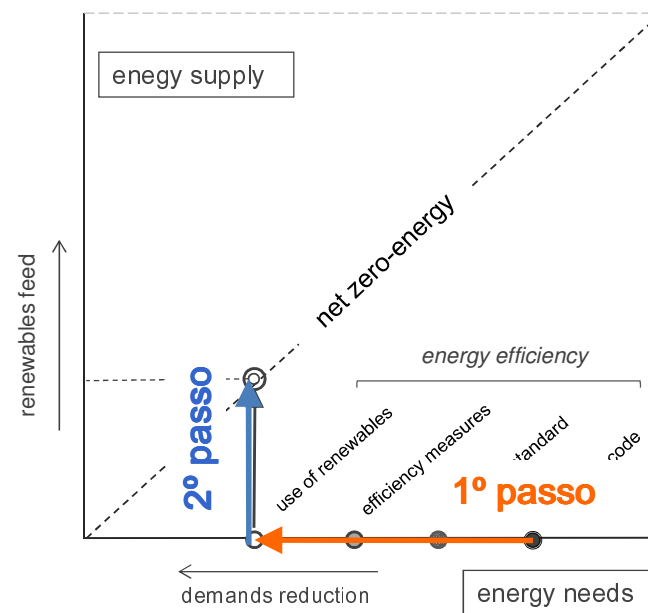 enegy supply
net zero-energy
renewables feed
energy efficiency
2º passo
use of renewables
efficiency measures
tandard
code
1º passo
demands reduction
energy needs